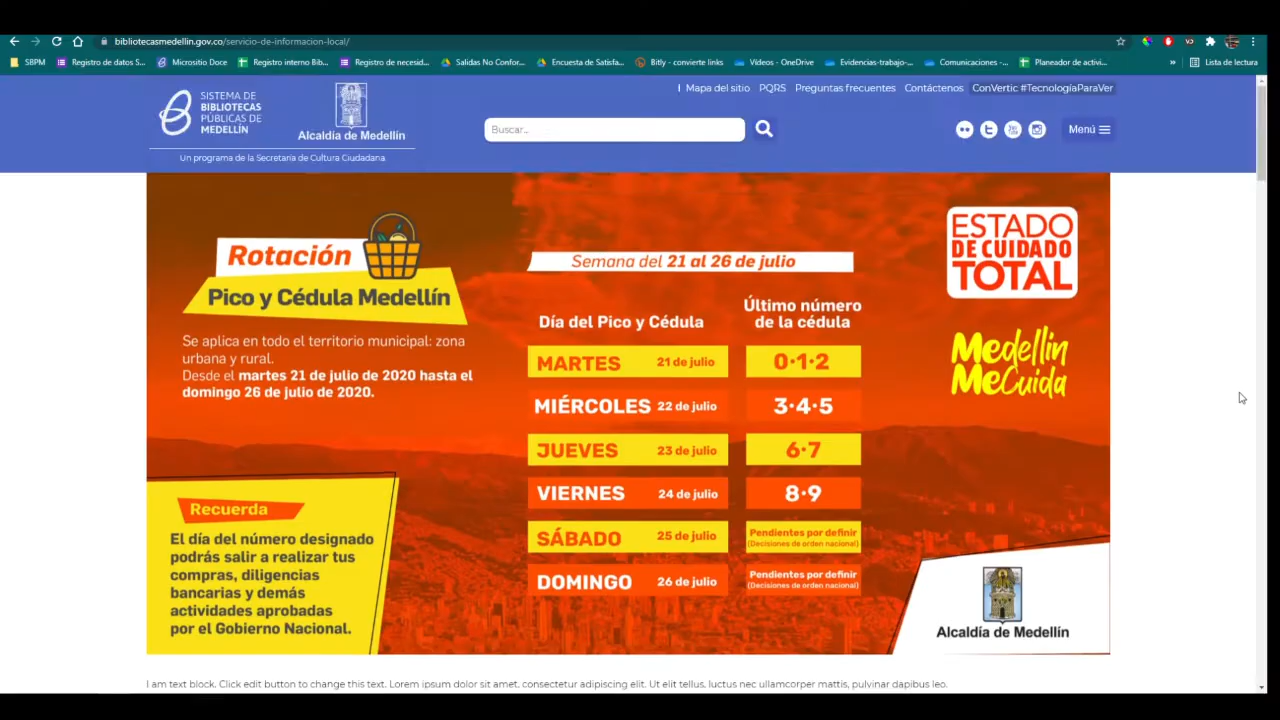 bibliotecasmedellin.gov.co/servicio-de-informacion-local/
SBPM
Registro de datos S...
Micrositio Doce
Registro interno Bib...
Registro de necesid...
Salidas No Confor...
Encuesta de Satisfa...
Bitly - convierte links
Vídeos - OneDrive
Evidencias-trabajo-...
Comunicaciones -...
Planeador de activi...
»
Lista de lectura
Mapa del sitio
PQRS
Preguntas frecuentes
Contáctenos
ConVertic #TecnologíaParaVer
SISTEMA DE
BIBLIOTECAS
PÚBLICAS DE
MEDELLÍN
Alcaldía de Medellín
Un programa de la Secretaría de Cultura Ciudadana
Buscar...
Menú
Rotación
Pico y Cédula Medellín
Se aplica en todo el territorio municipal: zona
urbana y rural.
Desde el martes 21 de julio de 2020 hasta el
domingo 26 de julio de 2020.
Recuerda
El día del número designado
podrás salir a realizar tus
compras, diligencias
bancarias y demás
actividades aprobadas
por el Gobierno Nacional.
Semana del 21 al 26 de julio
Día del Pico y Cédula
Último número
de la cédula
MARTES 21 de julio 0·1·2
MIÉRCOLES 22 de julio 3·4·5
JUEVES 23 de julio 6·7
VIERNES 24 de julio 8·9
SÁBADO 25 de julio Pendientes por definir
(Decisiones de orden nacional)
DOMINGO 26 de julio Pendientes por definir
(Decisiones de orden nacional)
ESTADO
DE CUIDADO
TOTAL
Medellín
MeCuida
Alcaldía de Medellín
I am text block. Click edit button to change this text. Lorem ipsum dolor sit amet, consectetur adipiscing elit. Ut elit tellus, luctus nec ullamcorper mattis, pulvinar dapibus leo.